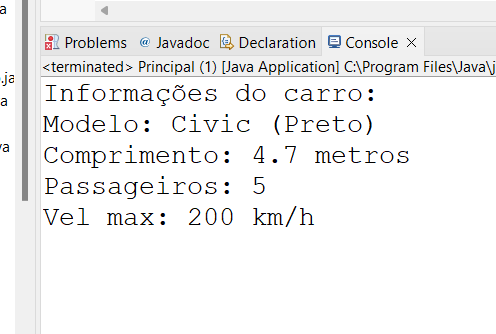 Problems @ Javadoc Declaration Console
<terminated> Principal (1) [Java Application] C:\Program Files\Java\j
Informações do carro:
Modelo: Civic (Preto)
Comprimento: 4.7 metros
Passageiros: 5
Vel max: 200 km/h